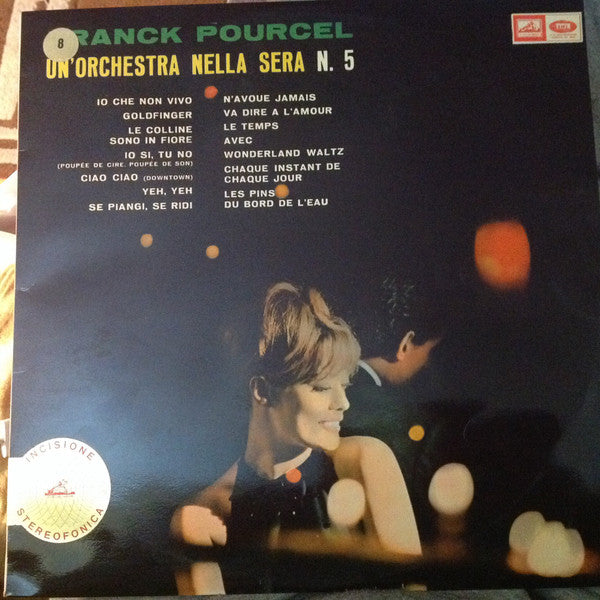 8
RANCK POURCEL
UN'ORCHESTRA NELLA SERA N. 5
IO CHE NON VIVO
GOLDFINGER
LE COLLINE
SONO IN FIORE
IO SI, TU NO
(POUPÉE DE CIRE, POUPÉE DE SON)
CIAO CIAO (DOWNTOWN)
YEH, YEH
SE PIANGI, SE RIDI
N'AVOUE JAMAIS
VA DIRE A L'AMOUR
LE TEMPS
AVEC
WONDERLAND WALTZ
CHAQUE INSTANT DE
CHAQUE JOUR
LES PINS
DU BORD DE L'EAU
EMI
INCISIONE
STEREOFONICA